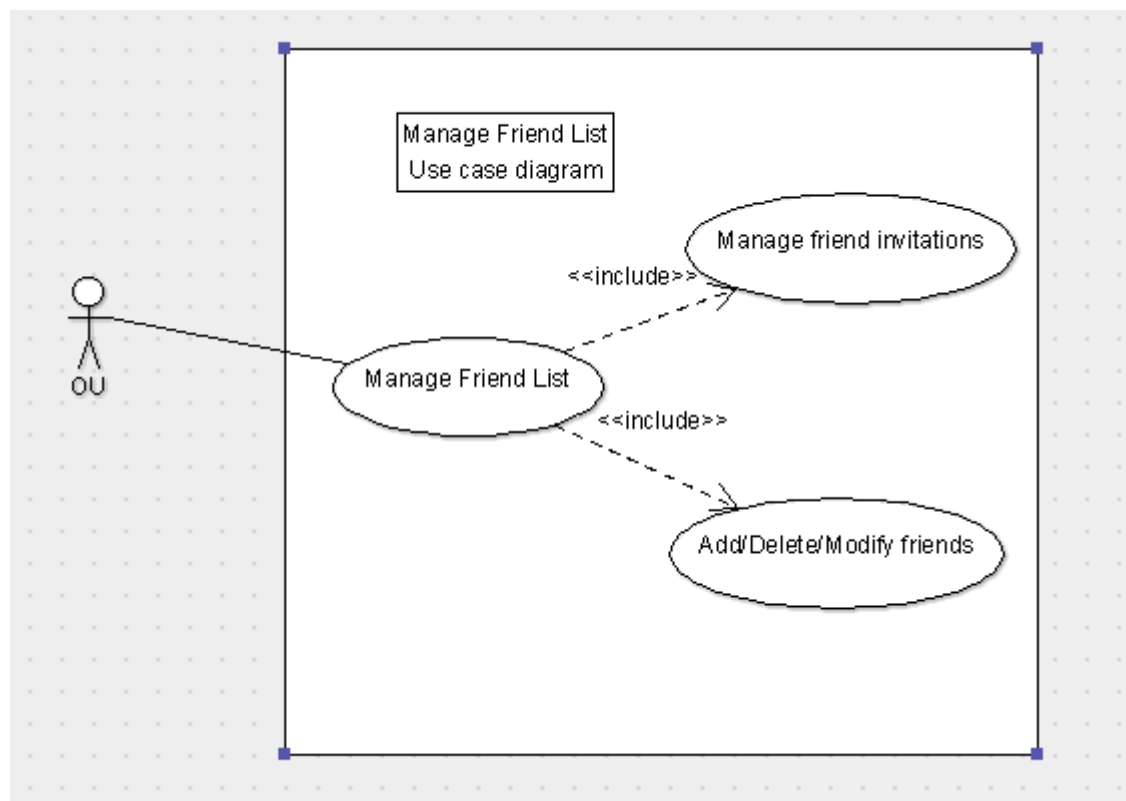 Manage Friend List
Use case diagram
Manage friend invitations
<<include>>
OU
Manage Friend List
<<include>>
Add/Delete/Modify friends